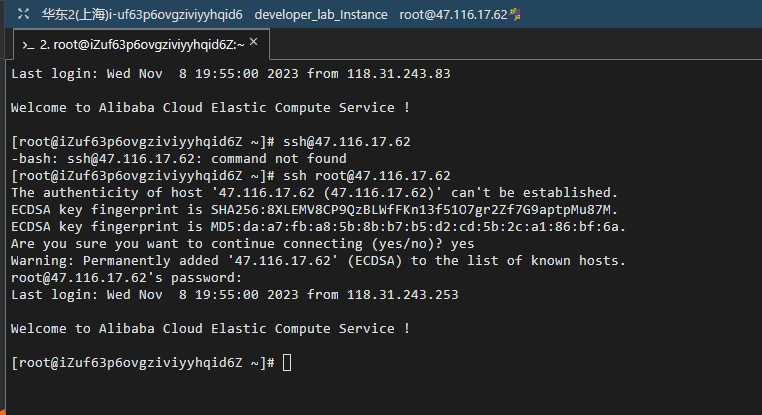 华东2(上海)i-uf63p6ovgziviyyhqid6 developer_lab_Instance root@47.116.17.62
2. root@iZuf63p6ovgziviyyhqid6Z:~ ×
Last login: Wed Nov  8 19:55:00 2023 from 118.31.243.83
Welcome to Alibaba Cloud Elastic Compute Service !
[root@iZuf63p6ovgziviyyhqid6Z ~]# ssh@47.116.17.62
-bash: ssh@47.116.17.62: command not found
[root@iZuf63p6ovgziviyyhqid6Z ~]# ssh root@47.116.17.62
The authenticity of host '47.116.17.62 (47.116.17.62)' can't be established.
ECDSA key fingerprint is SHA256:8XLEMV8CP9QzBLWfFKn13f51O7gr2Zf7G9aptpMu87M.
ECDSA key fingerprint is MD5:da:a7:fb:a8:5b:8b:b7:b5:d2:cd:5b:2c:a1:86:bf:6a.
Are you sure you want to continue connecting (yes/no)? yes
Warning: Permanently added '47.116.17.62' (ECDSA) to the list of known hosts.
root@47.116.17.62's password:
Last login: Wed Nov  8 19:55:00 2023 from 118.31.243.253
Welcome to Alibaba Cloud Elastic Compute Service !
[root@iZuf63p6ovgziviyyhqid6Z ~]#